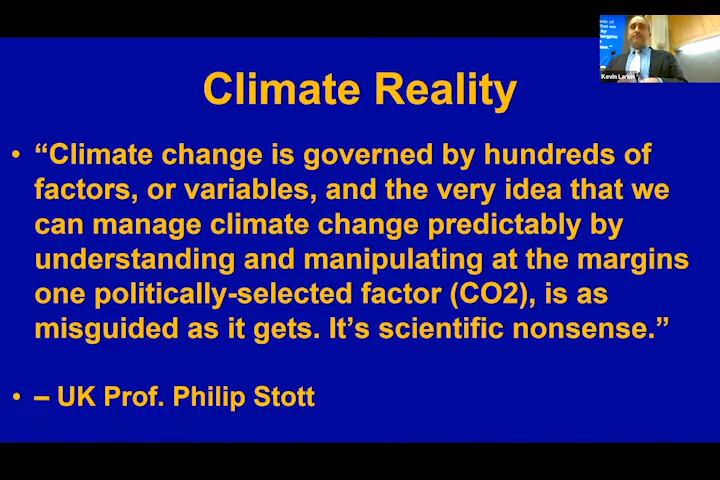 Climate Reality
• “Climate change is governed by hundreds of
factors, or variables, and the very idea that we
can manage climate change predictably by
understanding and manipulating at the margins
one politically-selected factor (CO2), is as
misguided as it gets. It’s scientific nonsense.”
• – UK Prof. Philip Stott
Kevin Larkin